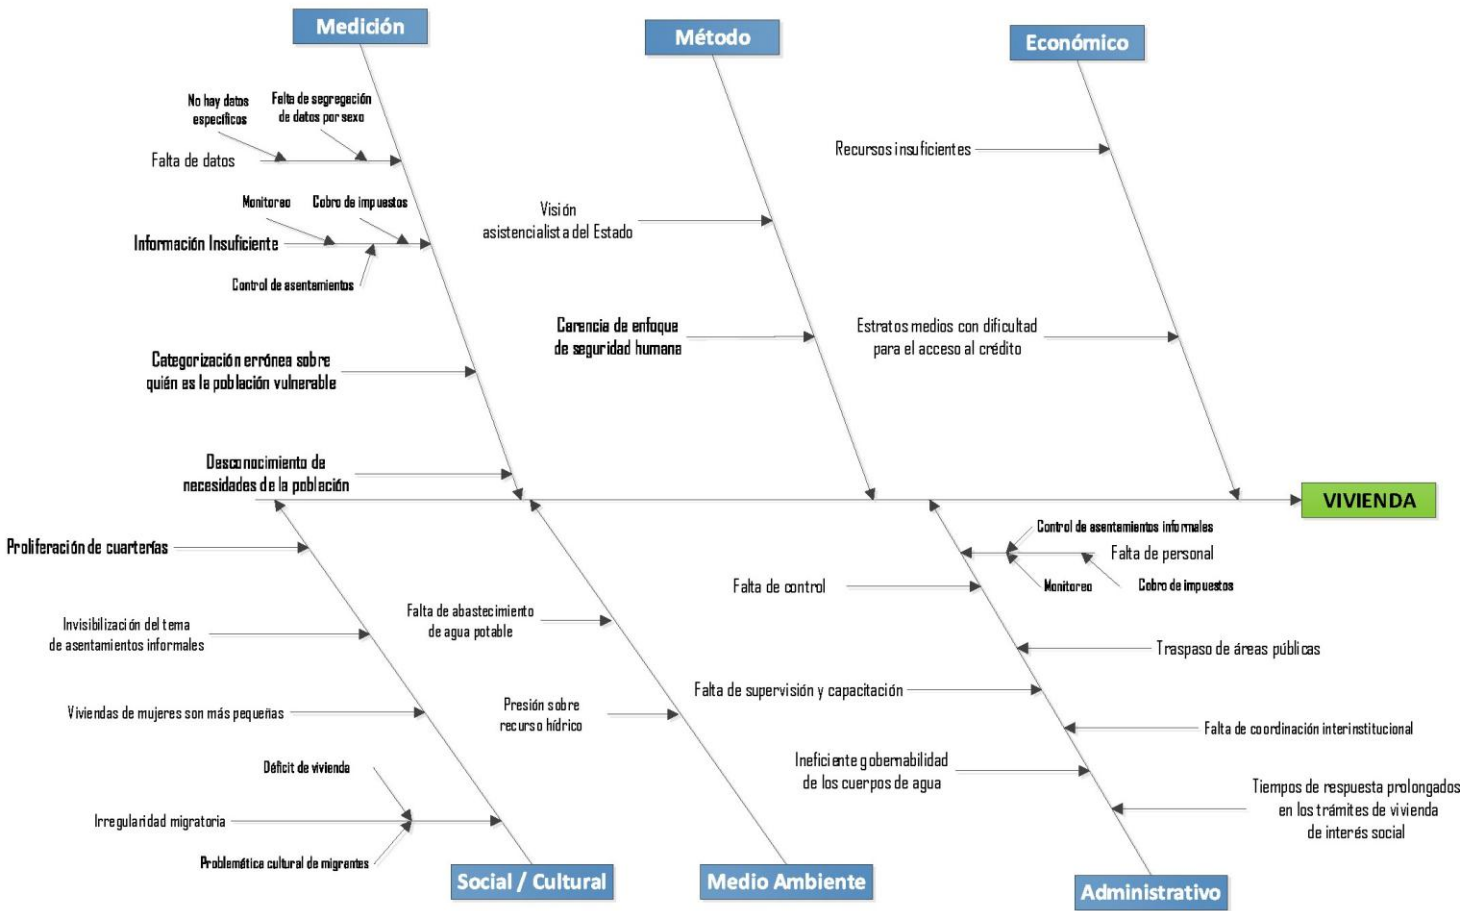 Medición
Método
Económico
No hay datos
específicos
Falta de segregación
de datos por sexo
Falta de datos
Recursos insuficientes
Monitoreo
Cobro de impuestos
Visión
asistencialista del Estado
Información Insuficiente
Control de asentamientos
Carencia de enfoque
de seguridad humana
Estratos medios con dificultad
para el acceso al crédito
Categorización errónea sobre
quién es la población vulnerable
Desconocimiento de
necesidades de la población
VIVIENDA
Proliferación de cuarterías
Control de asentamientos informales
Falta de personal
Monitoreo
Cobro de impuestos
Falta de control
Falta de abastecimiento
de agua potable
Invisibilización del tema
de asentamientos informales
Traspaso de áreas públicas
Falta de supervisión y capacitación
Viviendas de mujeres son más pequeñas
Presión sobre
recurso hídrico
Falta de coordinación interinstitucional
Déficit de vivienda
Ineficiente gobernabilidad
de los cuerpos de agua
Tiempos de respuesta prolongados
en los trámites de vivienda
de interés social
Irregularidad migratoria
Problemática cultural de migrantes
Social / Cultural
Medio Ambiente
Administrativo